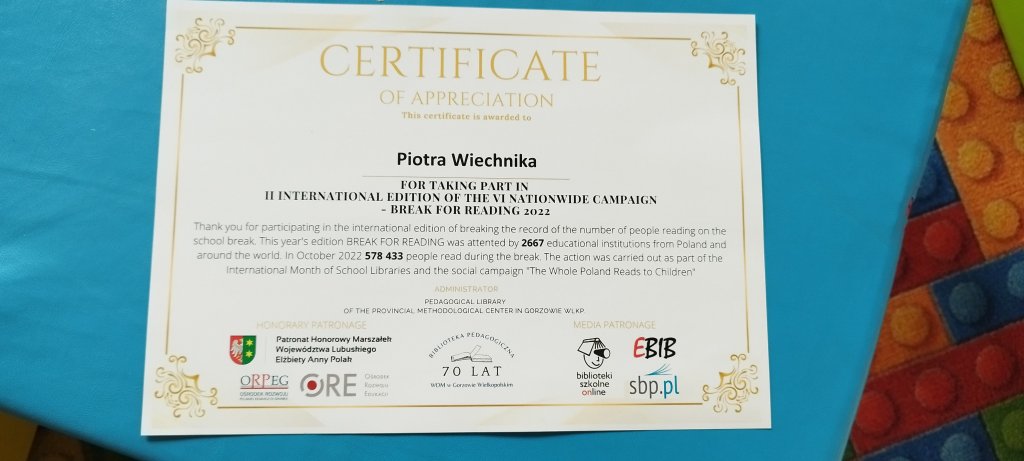 CERTIFICATE
OF APPRECIATION
This certificate is awarded to
Piotra Wiechnika
FOR TAKING PART IN
II INTERNATIONAL EDITION OF THE VI NATIONWIDE CAMPAIGN
- BREAK FOR READING 2022
Thank you for participating in the international edition of breaking the record of the number of people reading on the
school break. This year's edition BREAK FOR READING was attented by 2667 educational institutions from Poland and
around the world. In October 2022 578 433 people read during the break. The action was carried out as part of the
International Month of School Libraries and the social campaign "The Whole Poland Reads to Children"
ADMINISTRATOR
PEDAGOGICAL LIBRARY
OF THE PROVINCIAL METHODOLOGICAL CENTER IN GORZOWIE WLKP.
HONORARY PATRONAGE
Patronat Honorowy Marszałek
Województwa Lubuskiego
Elżbiety Anny Polak
ORPEG
OŚRODEK ROZWOJU
ORE
OŚRODEK
ROZWOJU
EDUKACJI
BIBLIOTEKA PEDAGOGICZNA
70 LAT
WOM w Gorzowie Wielkopolskim
MEDIA PATRONAGE
biblioteki
szkolne
online
EBIB
sbp.pl